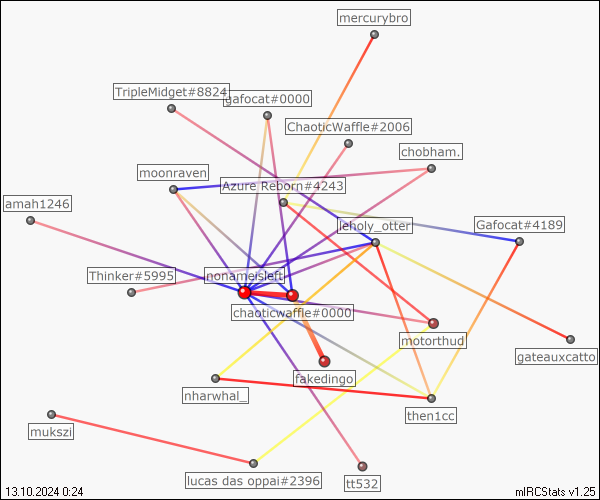 mercurybro
TripleMidget#8824
gafocat#0000
ChaoticWaffle#2006
chobham.
moonraven
Azure Reborn#4243
amah1246
leholy_otter
Gafocat#4189
Thinker#5995
nonameisleft
chaoticwaffle#0000
motorthud
gateauxcatto
fakedingo
nharwhal_
then1cc
mukszi
lucas das oppai#2396
tt532
13.10.2024 0:24
mIRCStats v1.25